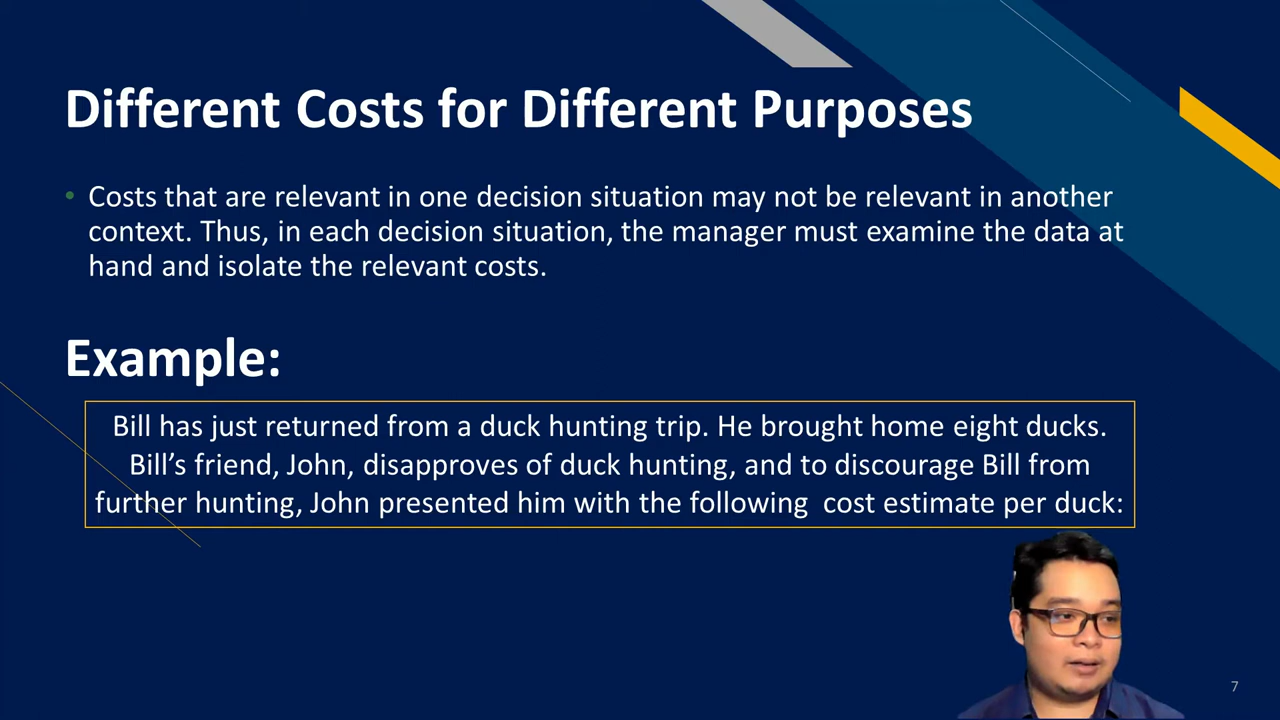 Different Costs for Different Purposes
• Costs that are relevant in one decision situation may not be relevant in another
context. Thus, in each decision situation, the manager must examine the data at
hand and isolate the relevant costs.
Example:
Bill has just returned from a duck hunting trip. He brought home eight ducks.
Bill’s friend, John, disapproves of duck hunting, and to discourage Bill from
further hunting, John presented him with the following  cost estimate per duck:
7